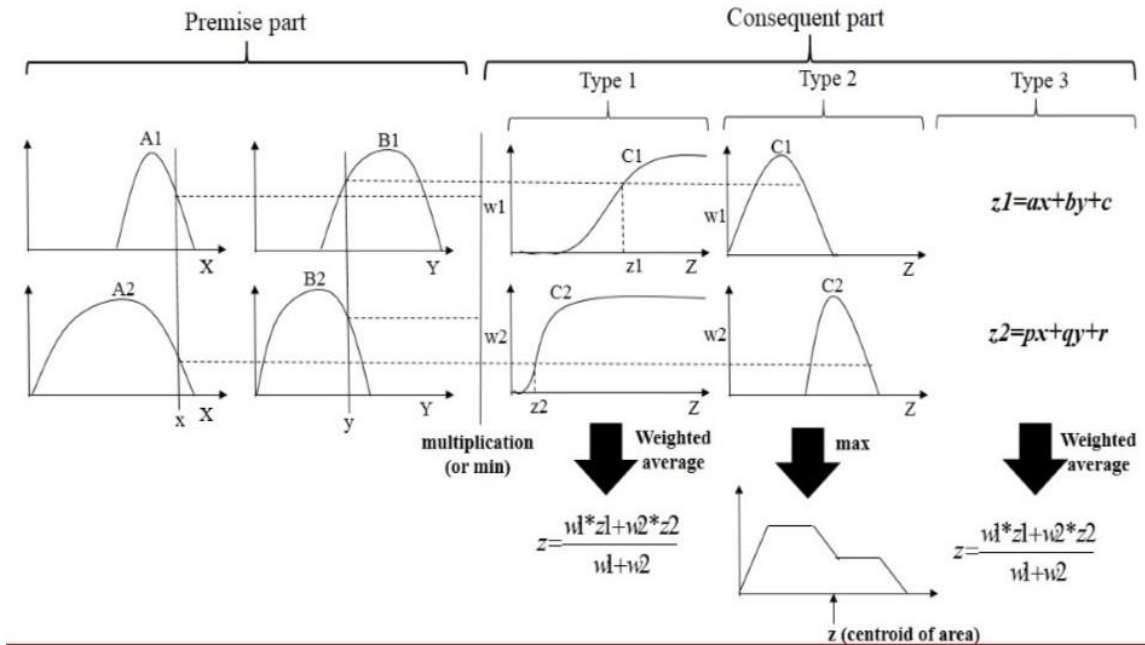 Premise part
Consequent part
Type 1
Type 2
Type 3
A1
B1
C1
C1
w1
w1
z1=ax+by+c
X
Y
z1
Z
Z
A2
B2
C2
C2
w2
w2
z2=px+qy+r
x
X
y
Y
z2
Z
Z
multiplication
(or min)
Weighted
average
max
Weighted
average
z=w1*z1+w2*z2
w1+w2
z=w1*z1+w2*z2
w1+w2
z (centroid of area)